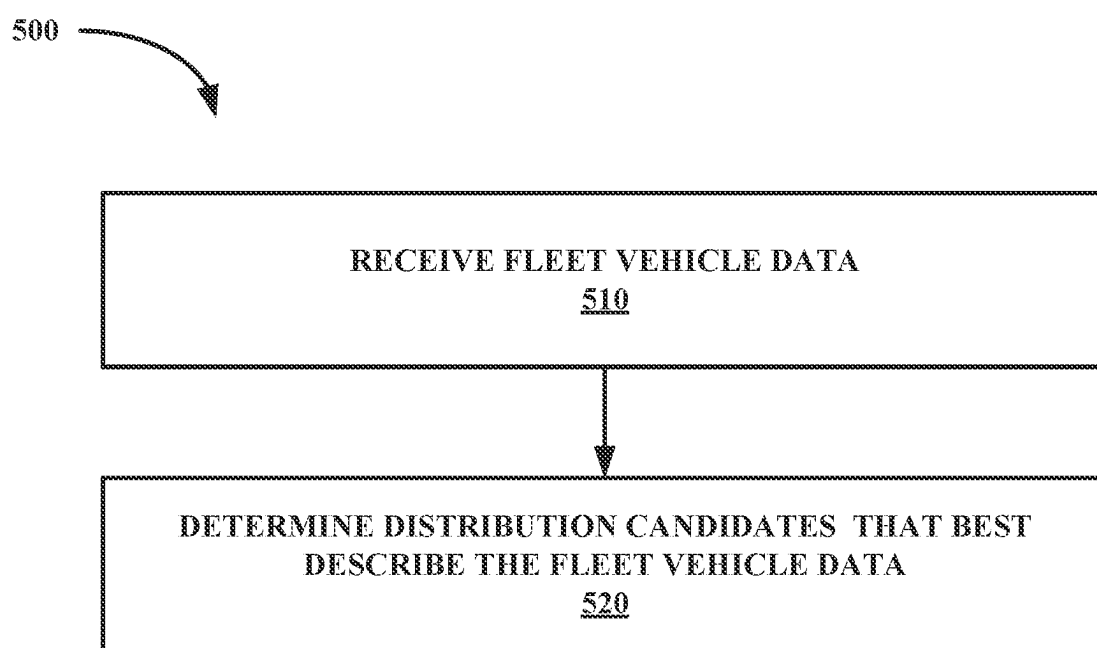 500
RECEIVE FLEET VEHICLE DATA
510
DETERMINE DISTRIBUTION CANDIDATES THAT BEST
DESCRIBE THE FLEET VEHICLE DATA
520